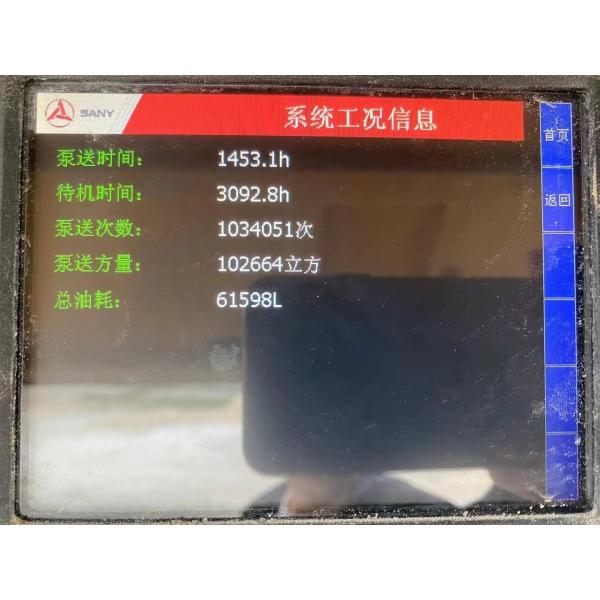 SANY 系统工况信息
首页
泵送时间： 1453.1h
待机时间： 3092.8h
返回
泵送次数： 1034051次
泵送方量： 102664立方
总油耗： 61598L